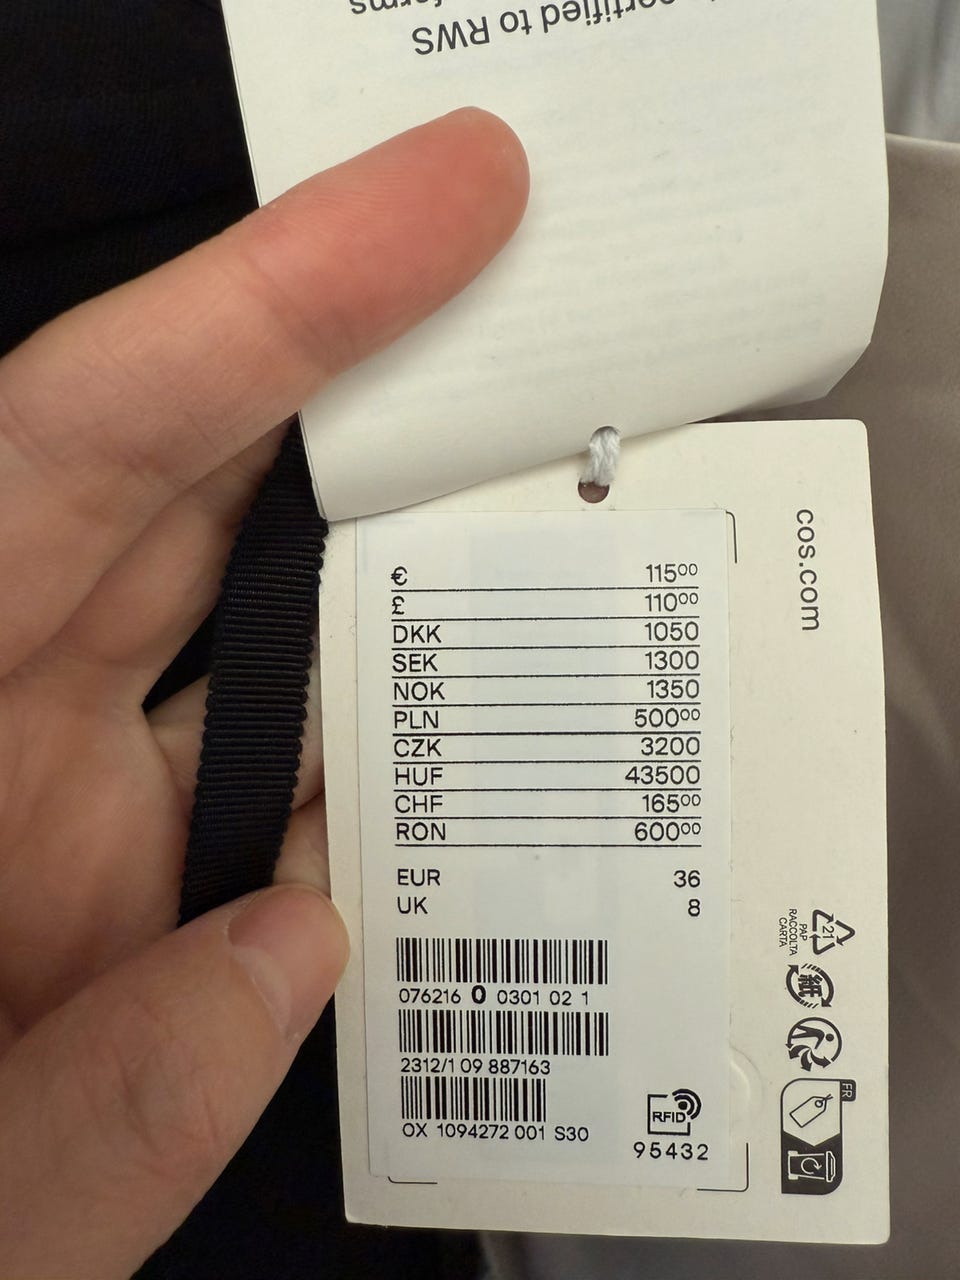 certified to RWS
forms
cos.com
€ 115⁰⁰
£ 110⁰⁰
DKK 1050
SEK 1300
NOK 1350
PLN 500⁰⁰
CZK 3200
HUF 43500
CHF 165⁰⁰
RON 600⁰⁰
EUR 36
UK 8
076216 0 0301 02 1
2312/1 09 887163
OX 1094272 001 S30
RFID
95432
21
PAP
RACCOLTA
CARTA
紙
FR